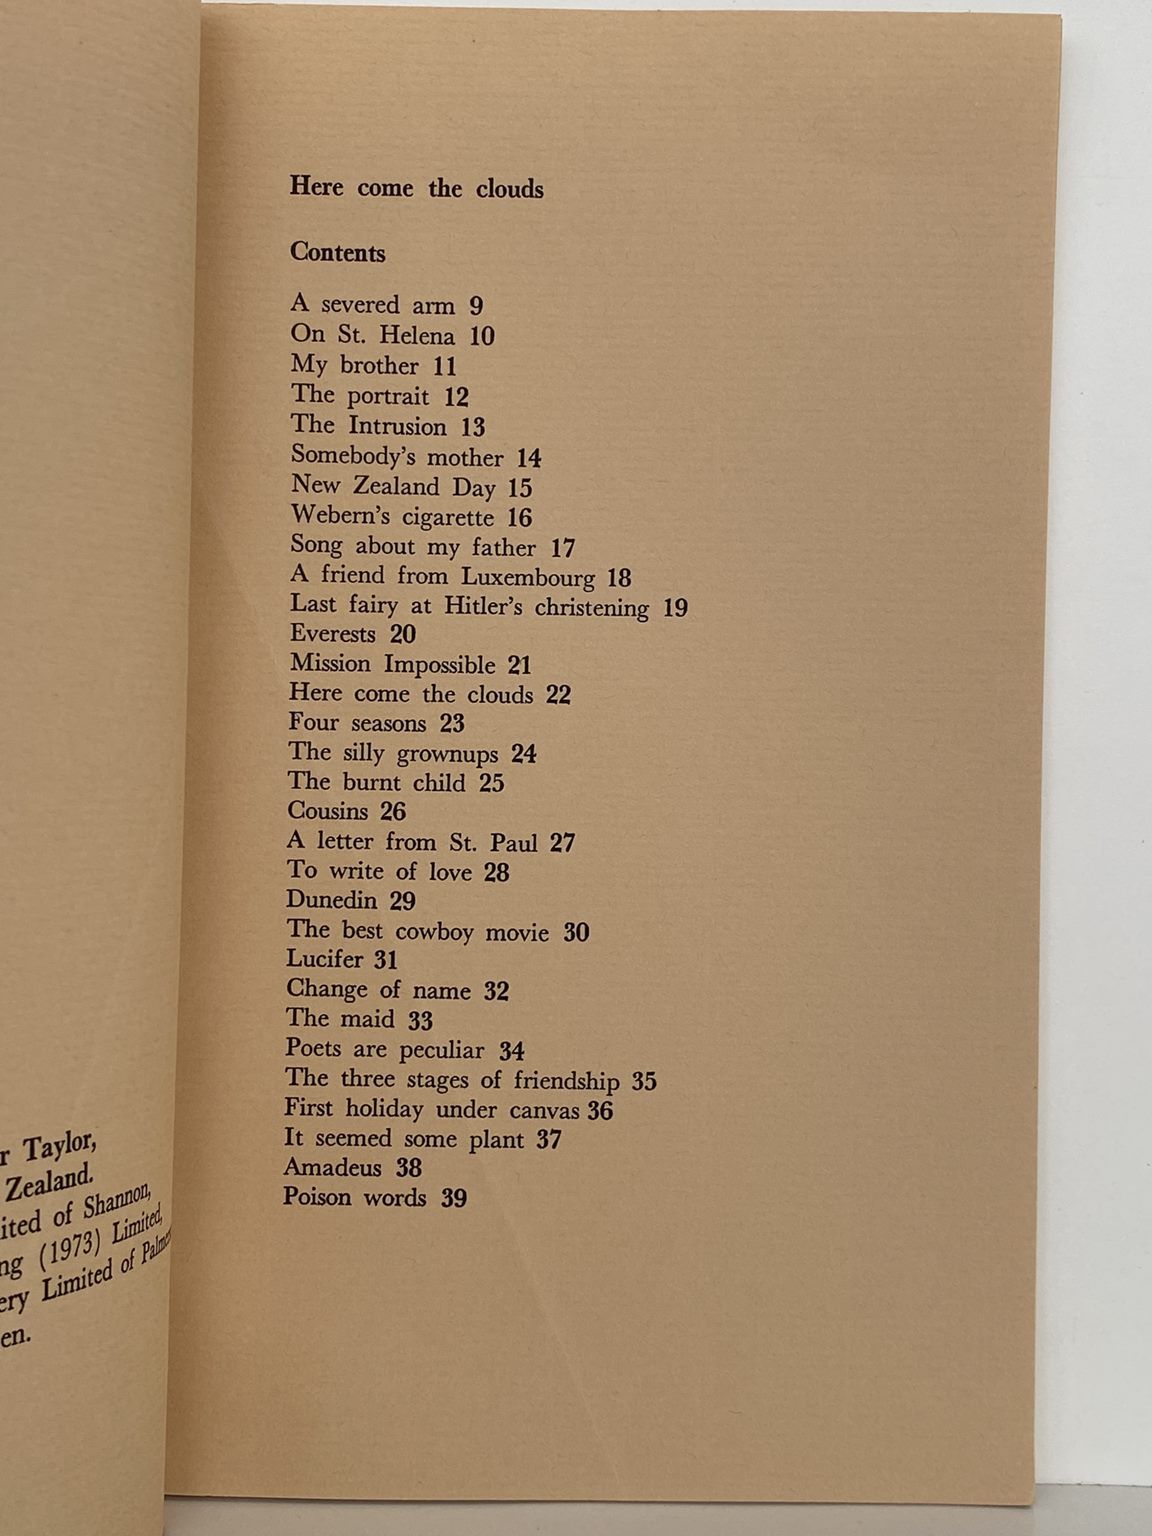 Here come the clouds
Contents
A severed arm 9
On St. Helena 10
My brother 11
The portrait 12
The Intrusion 13
Somebody's mother 14
New Zealand Day 15
Webern's cigarette 16
Song about my father 17
A friend from Luxembourg 18
Last fairy at Hitler's christening 19
Everests 20
Mission Impossible 21
Here come the clouds 22
Four seasons 23
The silly grownups 24
The burnt child 25
Cousins 26
A letter from St. Paul 27
To write of love 28
Dunedin 29
The best cowboy movie 30
Lucifer 31
Change of name 32
The maid 33
Poets are peculiar 34
The three stages of friendship 35
First holiday under canvas 36
It seemed some plant 37
Amadeus 38
Poison words 39
r Taylor,
Zealand.
ited of Shannon,
ng (1973) Limited,
ery Limited of
en.